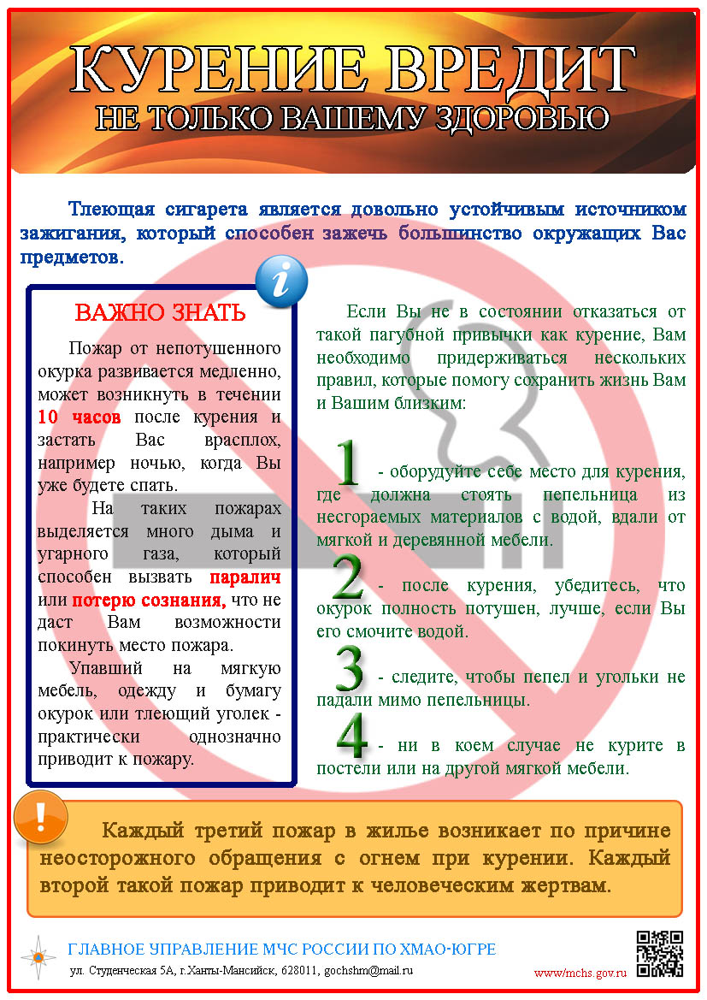 КУРЕНИЕ ВРЕДИТ
НЕ ТОЛЬКО ВАШЕМУ ЗДОРОВЬЮ
Тлеющая сигарета является довольно устойчивым источником
зажигания, который способен зажечь большинство окружащих Вас
предметов.
i
ВАЖНО ЗНАТЬ
Пожар от непотушенного
окурка развивается медленно,
может возникнуть в течении
10 часов после курения и
застать Вас врасплох,
например ночью, когда Вы
уже будете спать.
На таких пожарах
выделяется много дыма и
угарного газа, который
способен вызвать паралич
или потерю сознания, что не
даст Вам возможности
покинуть место пожара.
Упавший на мягкую
мебель, одежду и бумагу
окурок или тлеющий уголек -
практически однозначно
приводит к пожару.
Если Вы не в состоянии отказаться от
такой пагубной привычки как курение, Вам
необходимо придерживаться нескольких
правил, которые помогу сохранить жизнь Вам
и Вашим близким:
1 - оборудуйте себе место для курения,
где должна стоять пепельница из
несгораемых материалов с водой, вдали от
мягкой и деревянной мебели.
2 - после курения, убедитесь, что
окурок полность потушен, лучше, если Вы
его смочите водой.
3 - следите, чтобы пепел и угольки не
падали мимо пепельницы.
4 - ни в коем случае не курите в
постели или на другой мягкой мебели.
!
Каждый третий пожар в жилье возникает по причине
неосторожного обращения с огнем при курении. Каждый
второй такой пожар приводит к человеческим жертвам.
ГЛАВНОЕ УПРАВЛЕНИЕ МЧС РОССИИ ПО ХМАО-ЮГРЕ
ул. Студенческая 5А, г.Ханты-Мансийск, 628011, gochshm@mail.ru
www/mchs.gov.ru